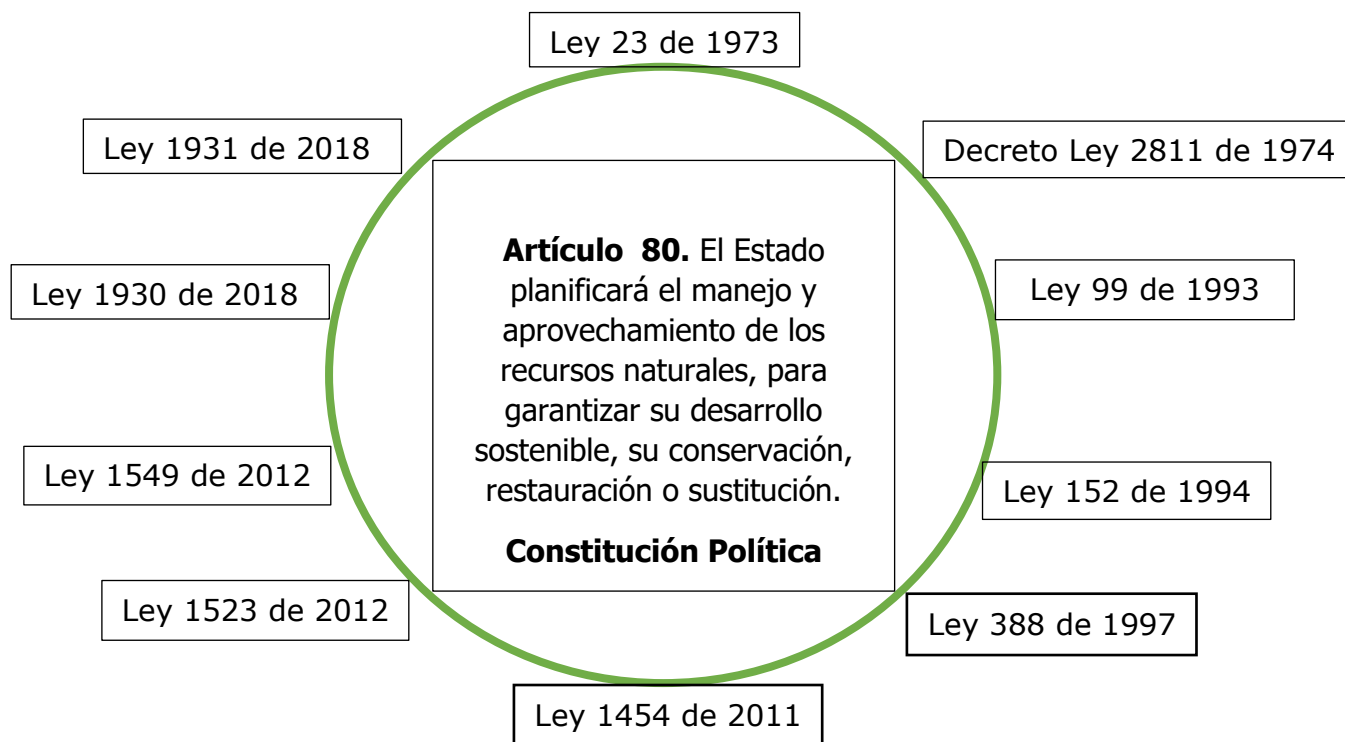 Ley 23 de 1973
Decreto Ley 2811 de 1974
Ley 99 de 1993
Ley 152 de 1994
Ley 388 de 1997
Ley 1454 de 2011
Ley 1523 de 2012
Ley 1549 de 2012
Ley 1930 de 2018
Ley 1931 de 2018
Artículo 80. El Estado
planificará el manejo y
aprovechamiento de los
recursos naturales, para
garantizar su desarrollo
sostenible, su conservación,
restauración o sustitución.
Constitución Política